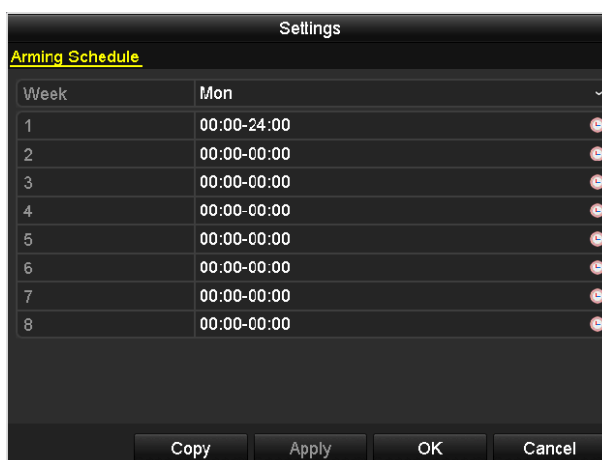 Settings
Arming Schedule
Week Mon
1 00:00-24:00
2 00:00-00:00
3 00:00-00:00
4 00:00-00:00
5 00:00-00:00
6 00:00-00:00
7 00:00-00:00
8 00:00-00:00
Copy Apply OK Cancel